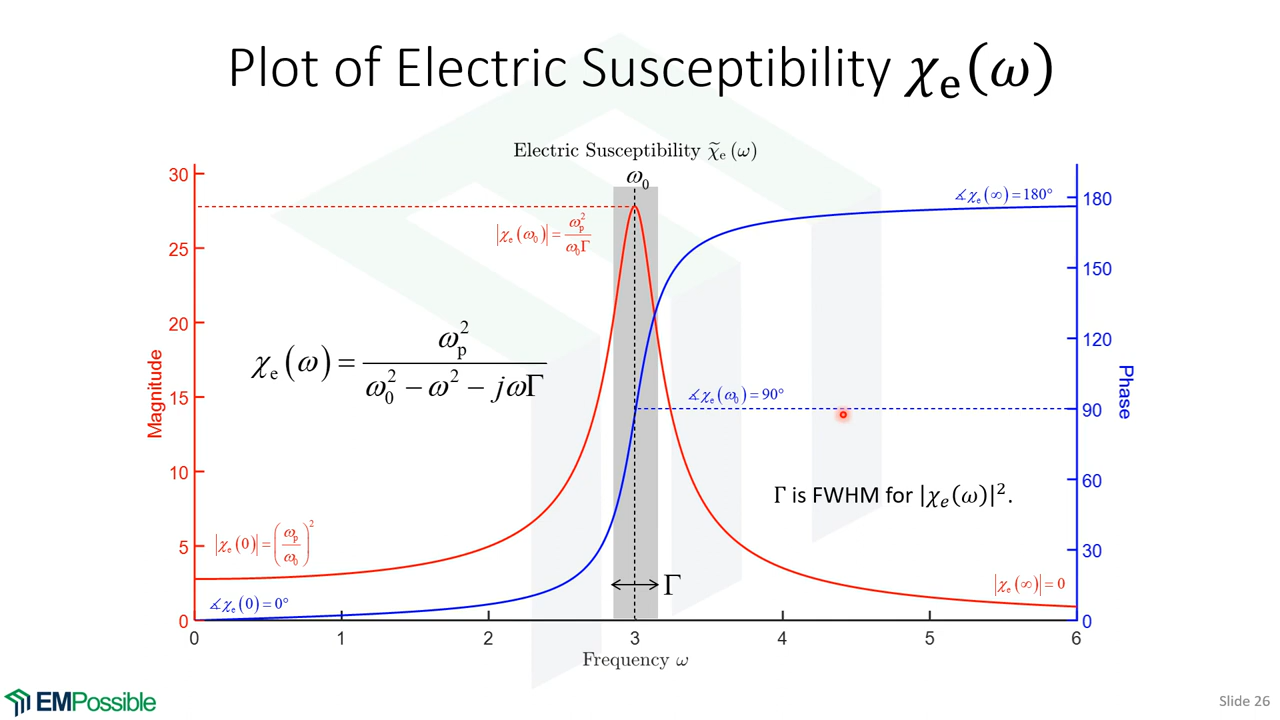 Plot of Electric Susceptibility χₑ(ω)
Electric Susceptibility χ̃ₑ(ω)
ω₀
30
25
20
15
10
5
0
Magnitude
180
150
120
90
60
30
0
Phase
∡χₑ(∞)=180°
|χₑ(ω₀)|=ωₚ²/ω₀Γ
χₑ(ω)=ωₚ²/ω₀²−ω²−jωΓ
∡χₑ(ω₀)=90°
Γ is FWHM for |χₑ(ω)|².
|χₑ(0)|=(ωₚ/ω₀)²
Γ
|χₑ(∞)|=0
∡χₑ(0)=0°
0 1 2 3 4 5 6
Frequency ω
EMPossible
Slide 26